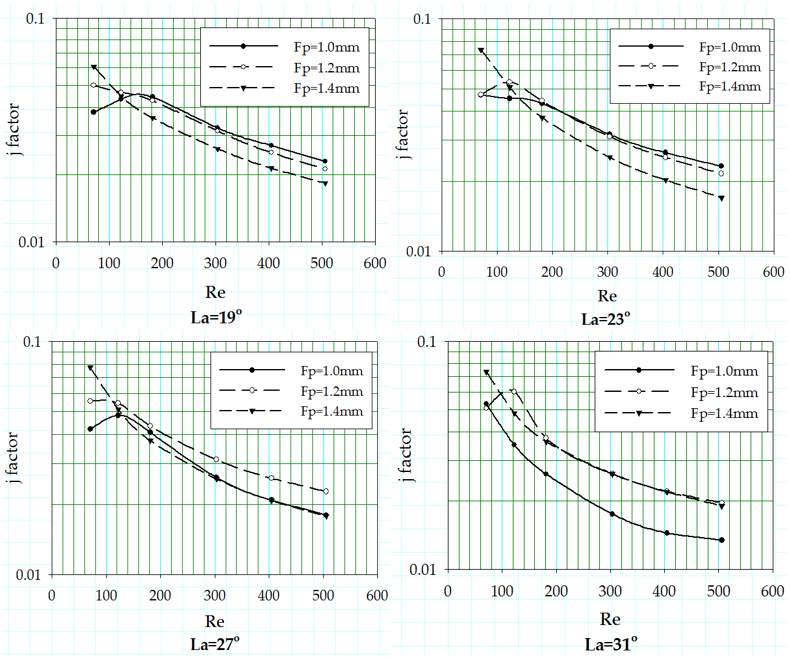 0.1
j factor
0.01
Fp=1.0mm
Fp=1.2mm
Fp=1.4mm
0 100 200 300 400 500 600
Re
La=19°
0.1
j factor
0.01
Fp=1.0mm
Fp=1.2mm
Fp=1.4mm
0 100 200 300 400 500 600
Re
La=23°
0.1
j factor
0.01
Fp=1.0mm
Fp=1.2mm
Fp=1.4mm
0 100 200 300 400 500 600
Re
La=27°
0.1
j factor
0.01
Fp=1.0mm
Fp=1.2mm
Fp=1.4mm
0 100 200 300 400 500 600
Re
La=31°